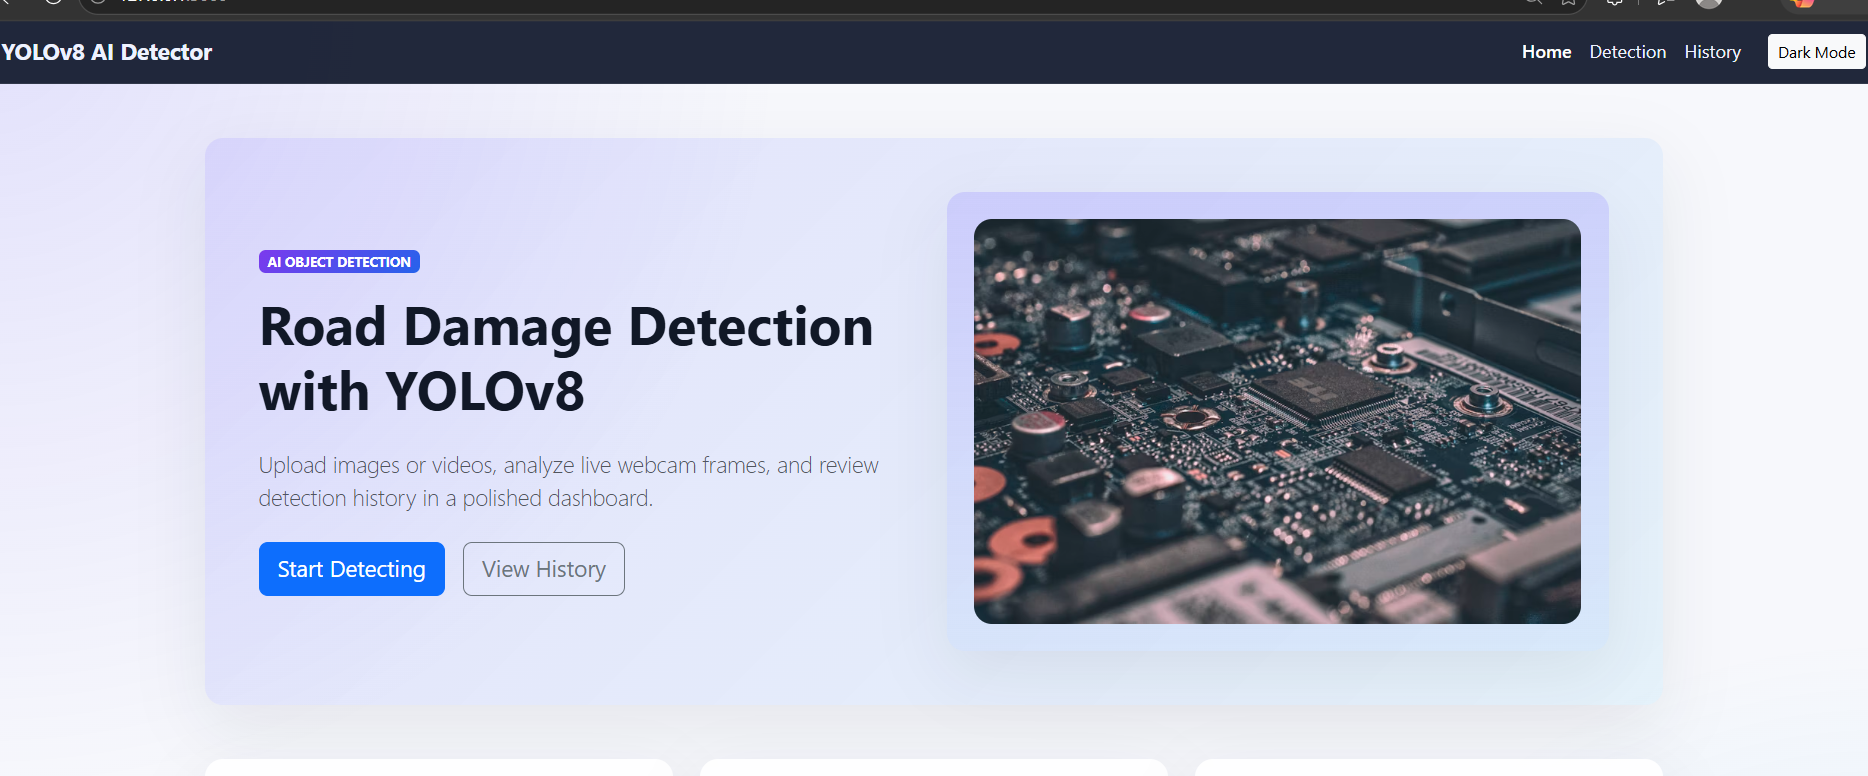 YOLOv8 AI Detector
Home
Detection
History
Dark Mode
AI OBJECT DETECTION
Road Damage Detection
with YOLOv8
Upload images or videos, analyze live webcam frames, and review
detection history in a polished dashboard.
Start Detecting
View History